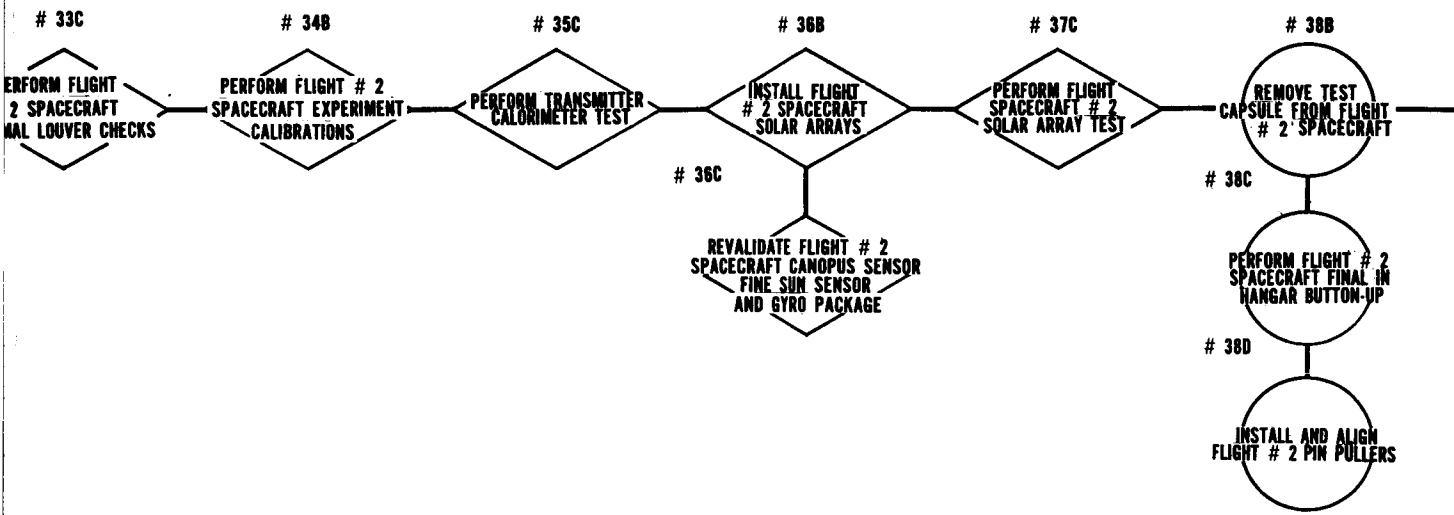 # 33C
ERFORM FLIGHT
2 SPACECRAFT
MAL LOUVER CHECKS
# 34B
PERFORM FLIGHT # 2
SPACECRAFT EXPERIMENT
CALIBRATIONS
# 35C
PERFORM TRANSMITTER
CALORIMETER TEST
# 36B
INSTALL FLIGHT
# 2 SPACECRAFT
SOLAR ARRAYS
# 36C
REVALIDATE FLIGHT # 2
SPACECRAFT CANOPUS SENSOR
FINE SUN SENSOR
AND GYRO PACKAGE
# 37C
PERFORM FLIGHT
SPACECRAFT # 2
SOLAR ARRAY TEST
# 38B
REMOVE TEST
CAPSULE FROM FLIGHT
# 2 SPACECRAFT
# 38C
PERFORM FLIGHT # 2
SPACECRAFT FINAL IN
HANGAR BUTTON-UP
# 38D
INSTALL AND ALIGN
FLIGHT # 2 PIN PULLERS